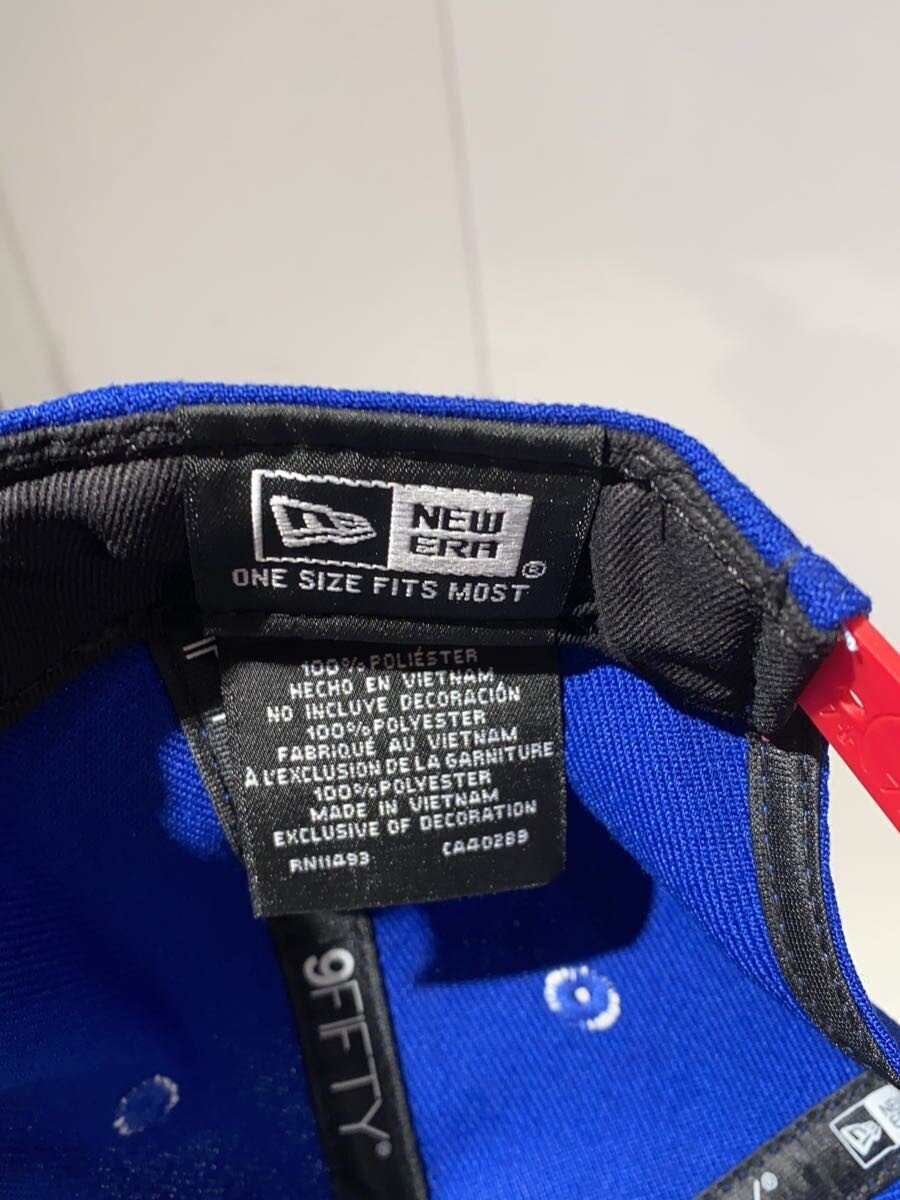 NEW
ERA®
ONE SIZE FITS MOST
100% POLIÉSTER
HECHO EN VIETNAM
NO INCLUYE DECORACIÓN
100% POLYESTER
FABRIQUÉ AU VIETNAM
À L'EXCLUSION DE LA GARNITURE
100% POLYESTER
MADE IN VIETNAM
EXCLUSIVE OF DECORATION
RN11493 CA40289
9FIFTY®